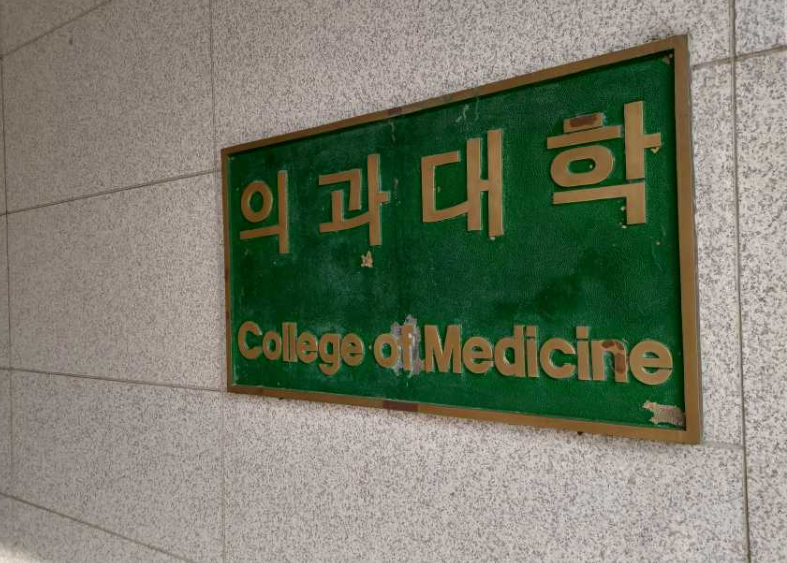 의과대학
College of Medicine